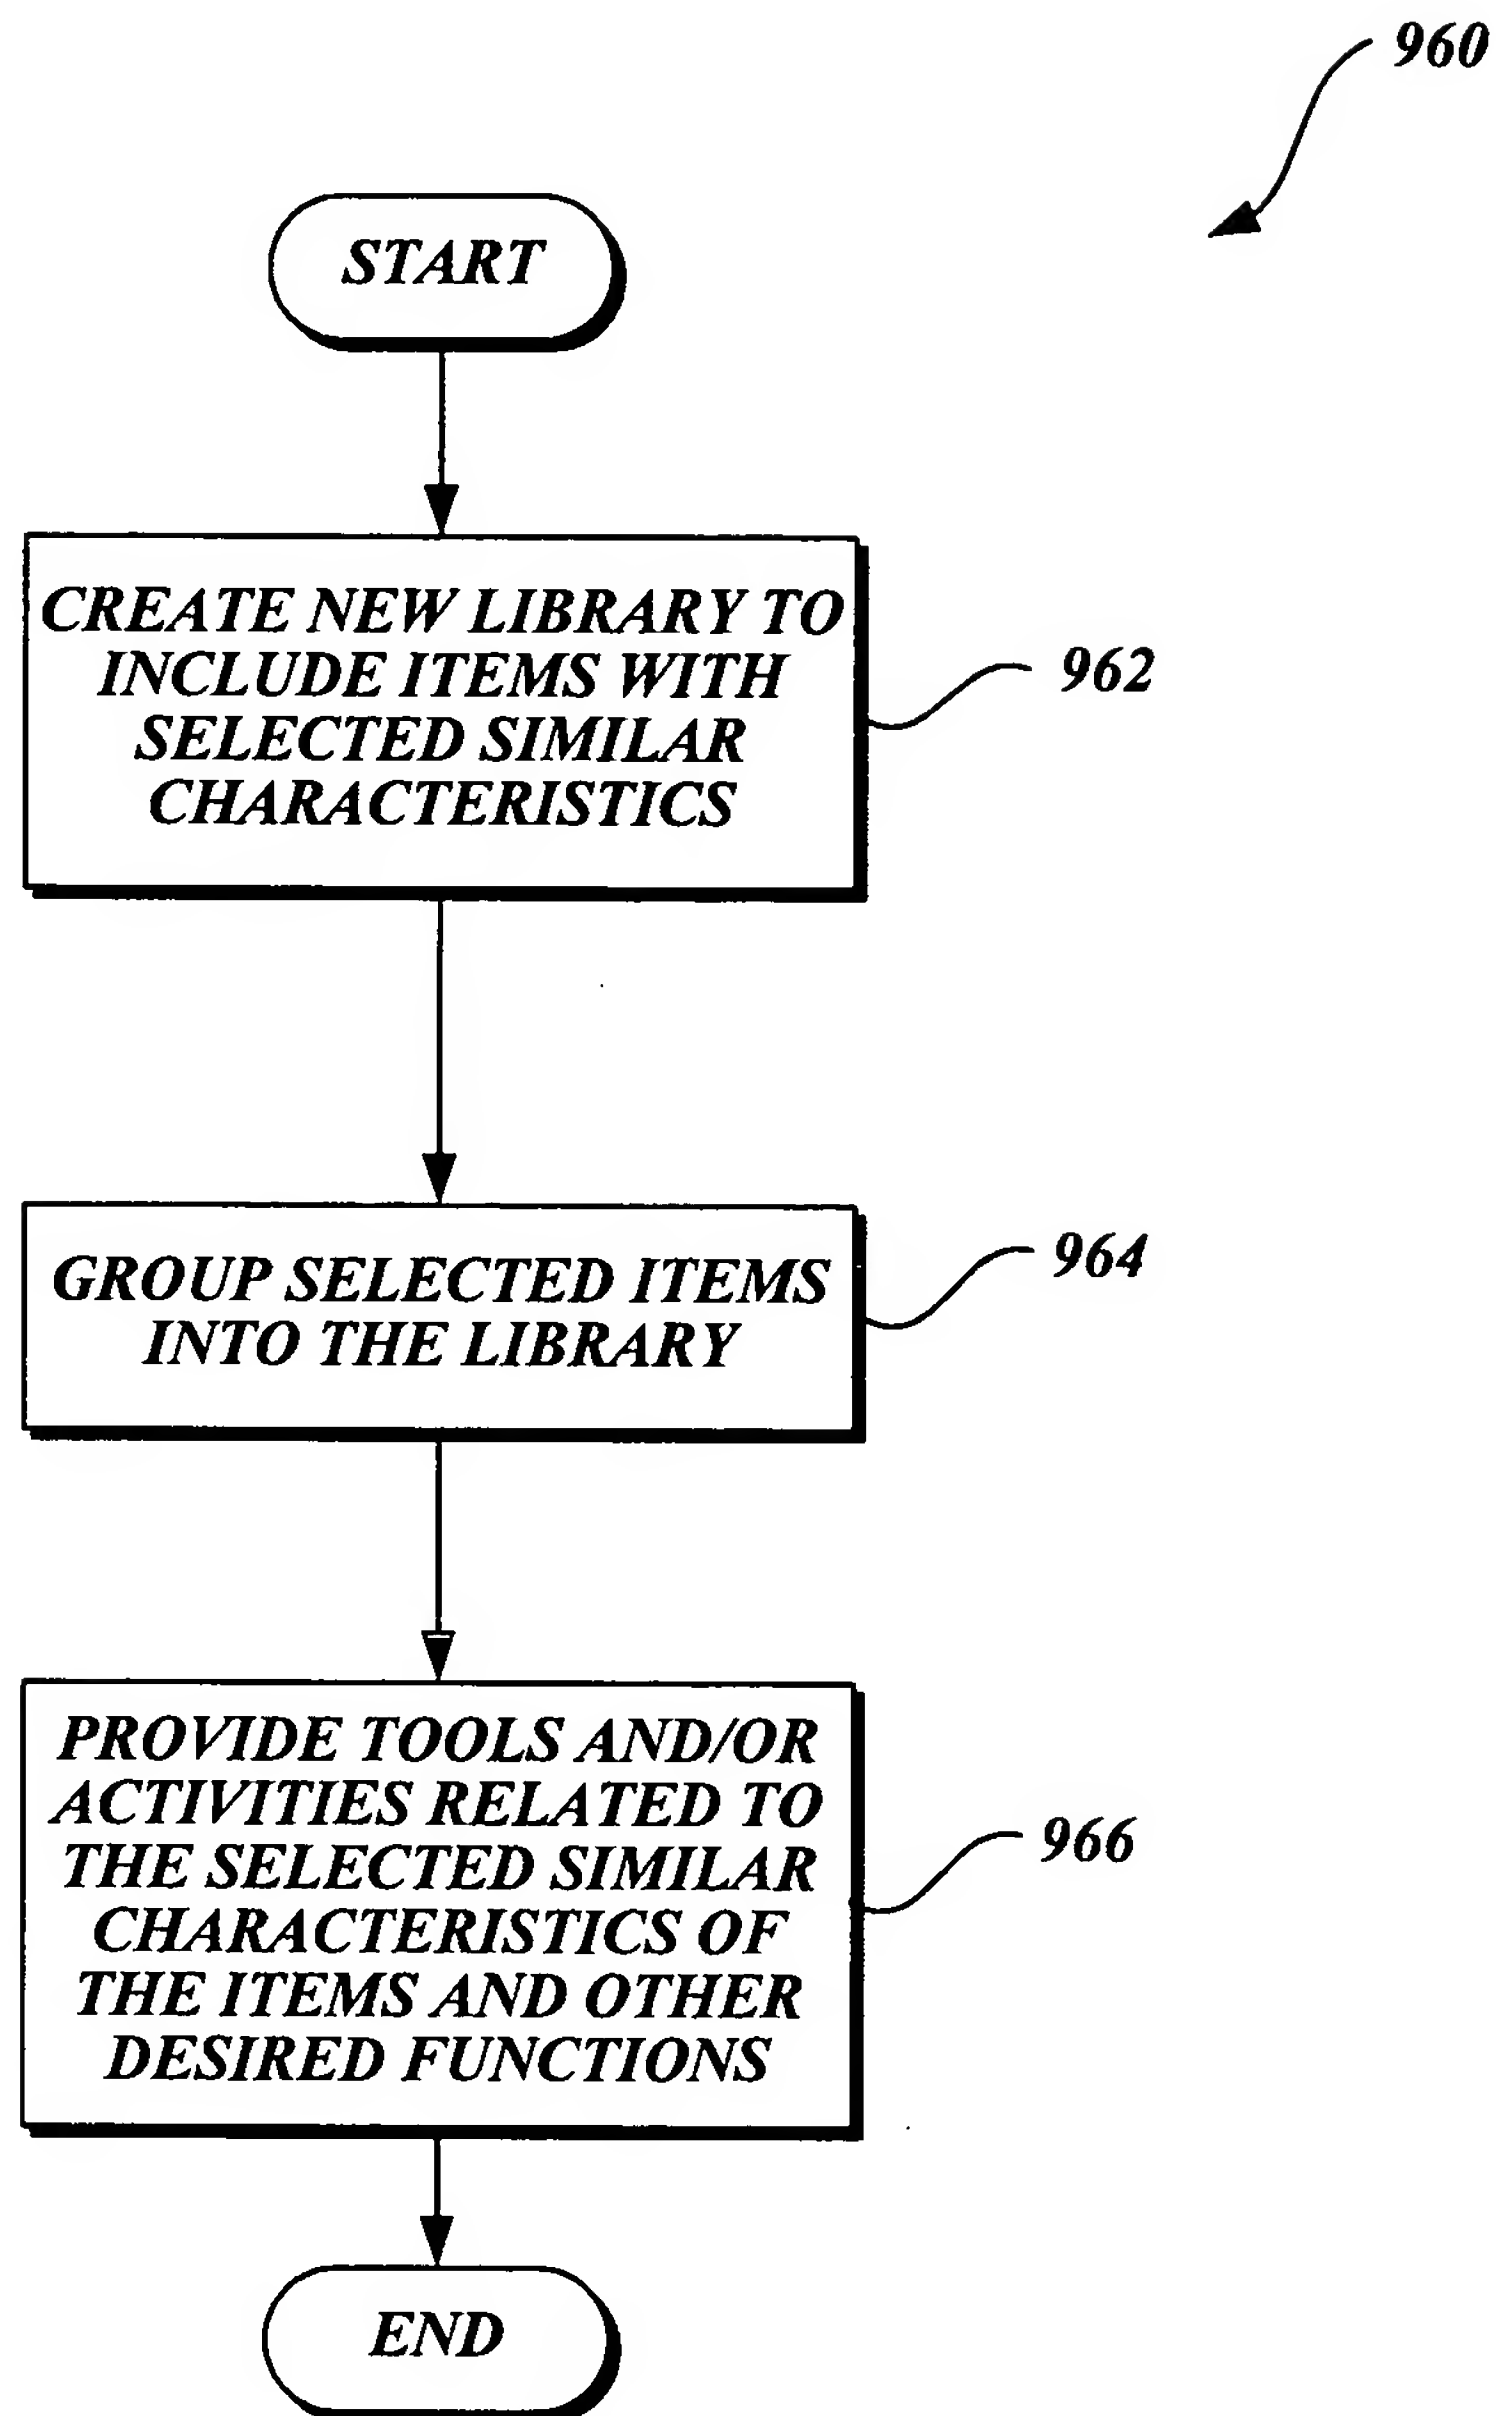 960
START
CREATE NEW LIBRARY TO
INCLUDE ITEMS WITH
SELECTED SIMILAR
CHARACTERISTICS
962
GROUP SELECTED ITEMS
INTO THE LIBRARY
964
PROVIDE TOOLS AND/OR
ACTIVITIES RELATED TO
THE SELECTED SIMILAR
CHARACTERISTICS OF
THE ITEMS AND OTHER
DESIRED FUNCTIONS
966
END